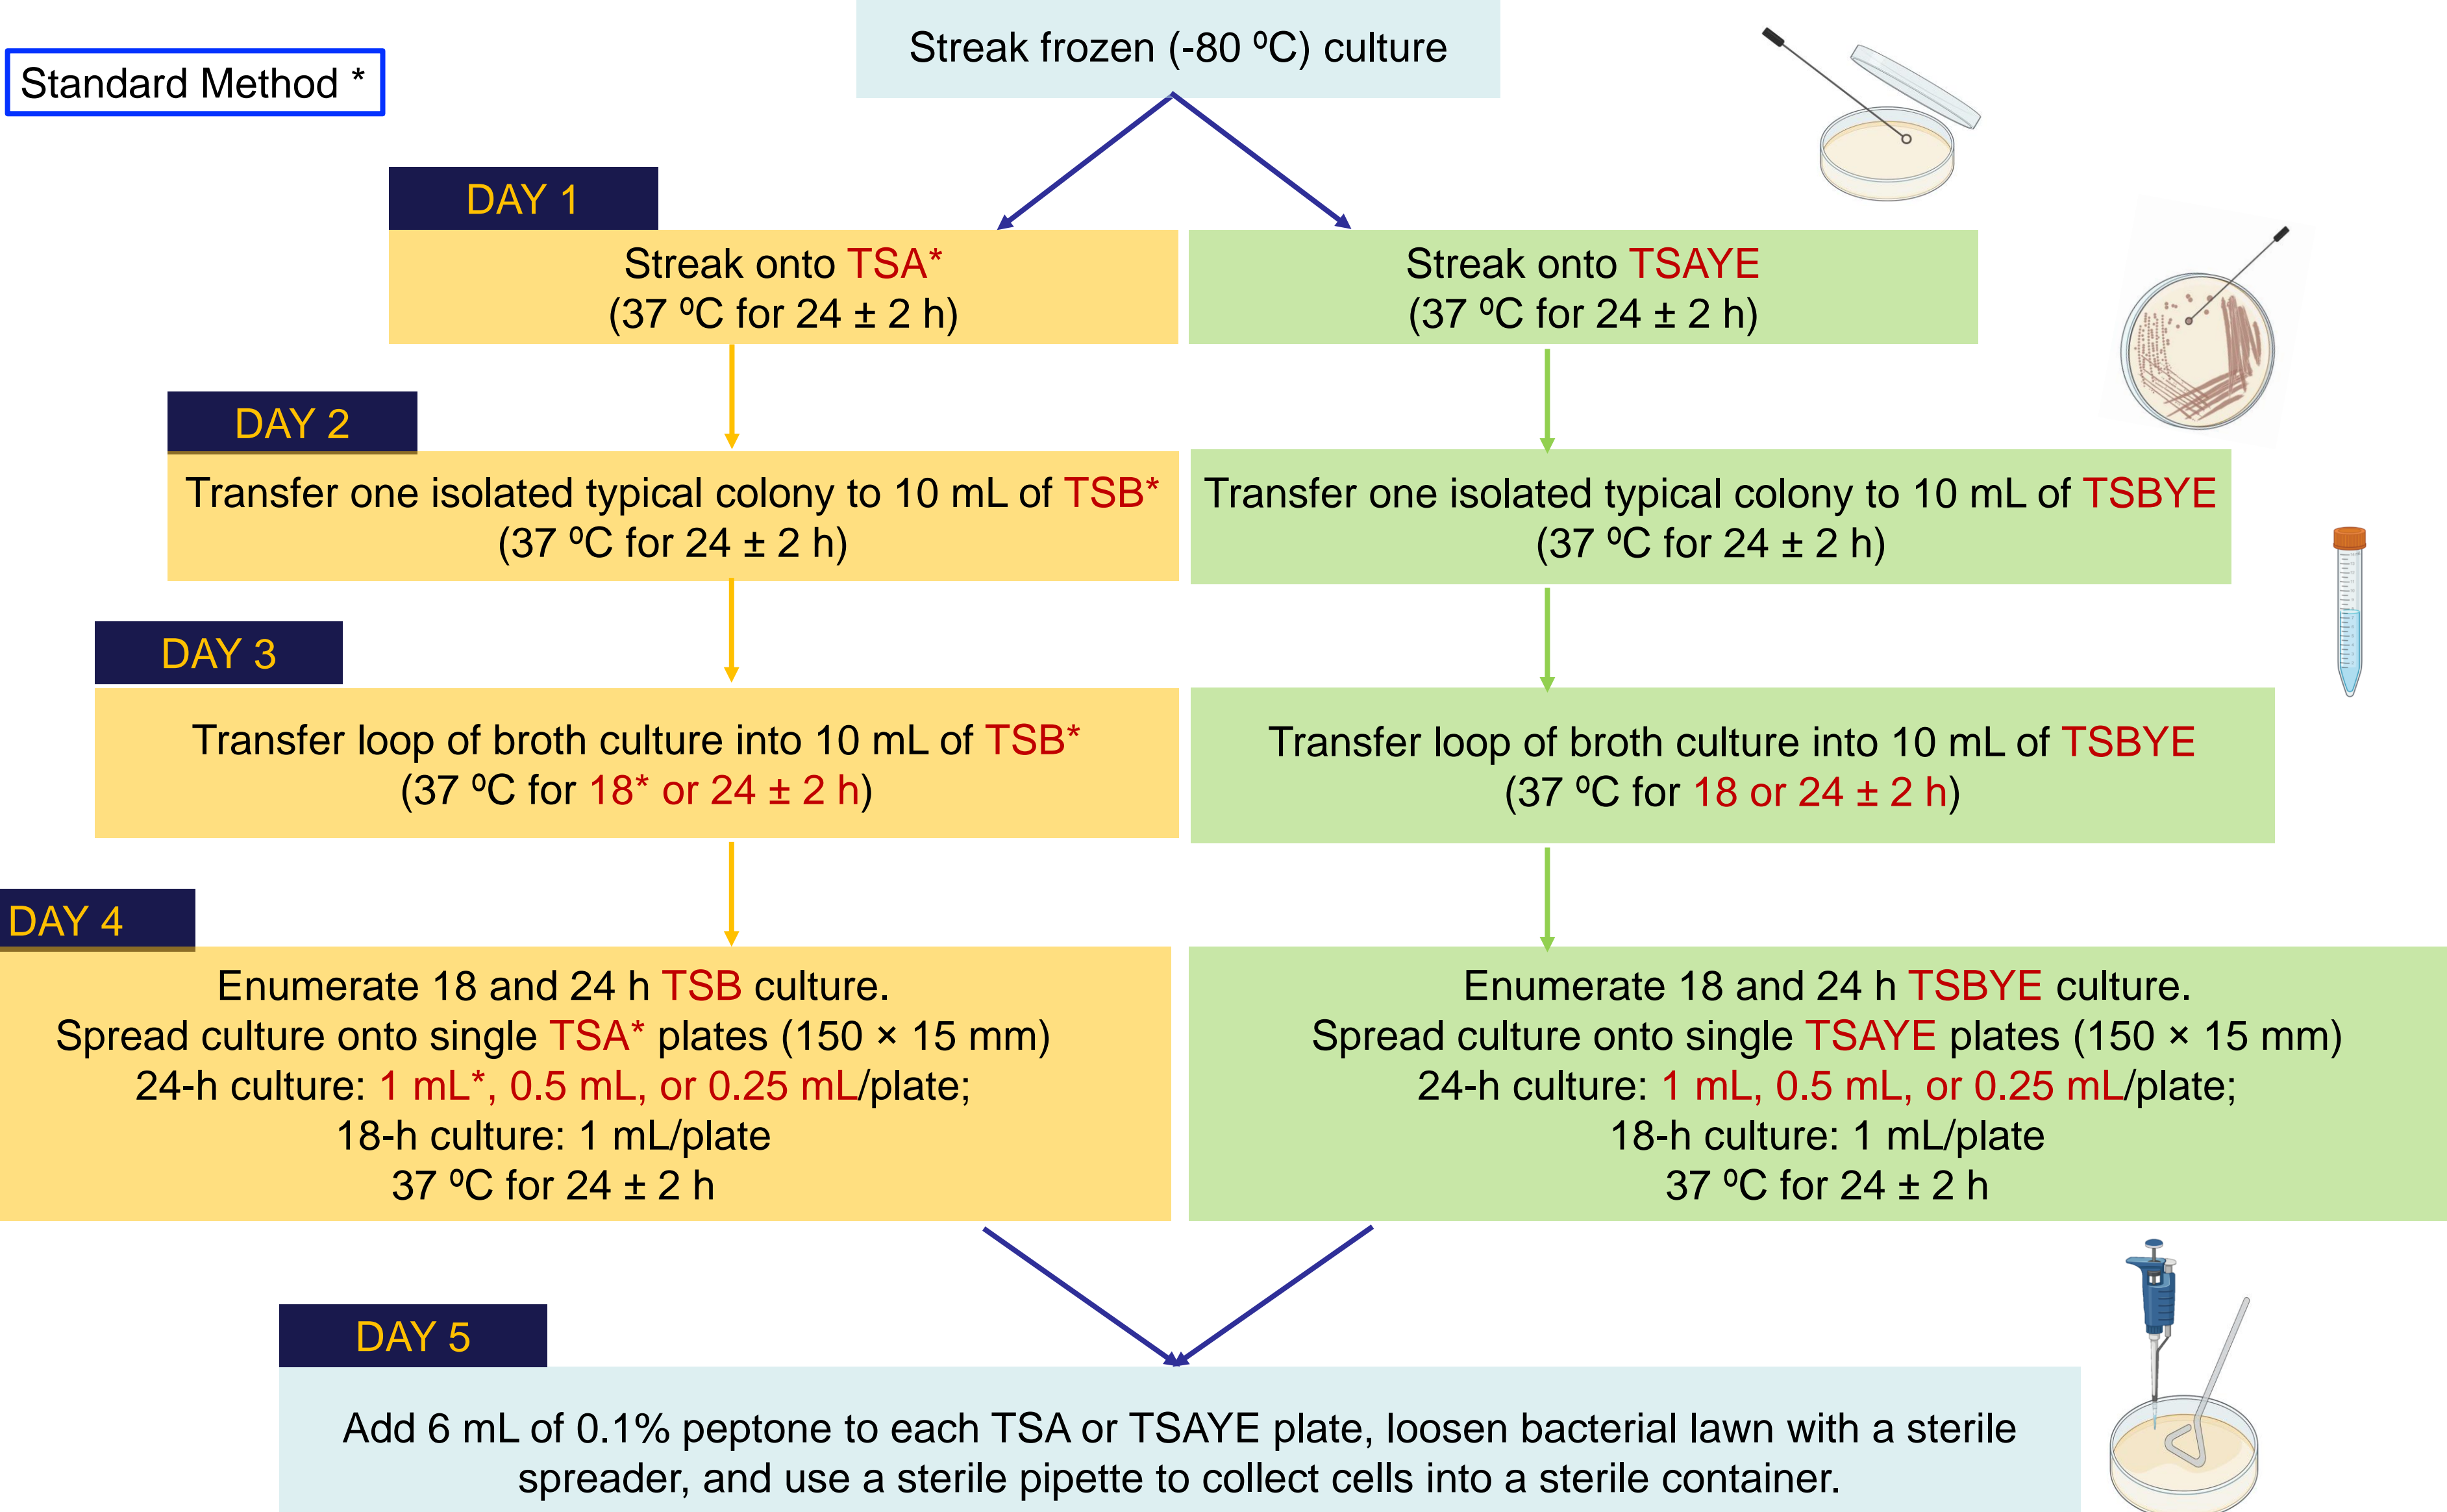 Standard Method *
Streak frozen (-80 ⁰C) culture
DAY 1
Streak onto TSA*
(37 ⁰C for 24 ± 2 h)
Streak onto TSAYE
(37 ⁰C for 24 ± 2 h)
DAY 2
Transfer one isolated typical colony to 10 mL of TSB*
(37 ⁰C for 24 ± 2 h)
Transfer one isolated typical colony to 10 mL of TSBYE
(37 ⁰C for 24 ± 2 h)
DAY 3
Transfer loop of broth culture into 10 mL of TSB*
(37 ⁰C for 18* or 24 ± 2 h)
Transfer loop of broth culture into 10 mL of TSBYE
(37 ⁰C for 18 or 24 ± 2 h)
DAY 4
Enumerate 18 and 24 h TSB culture.
Spread culture onto single TSA* plates (150 × 15 mm)
24-h culture: 1 mL*, 0.5 mL, or 0.25 mL/plate;
18-h culture: 1 mL/plate
37 ⁰C for 24 ± 2 h
Enumerate 18 and 24 h TSBYE culture.
Spread culture onto single TSAYE plates (150 × 15 mm)
24-h culture: 1 mL, 0.5 mL, or 0.25 mL/plate;
18-h culture: 1 mL/plate
37 ⁰C for 24 ± 2 h
DAY 5
Add 6 mL of 0.1% peptone to each TSA or TSAYE plate, loosen bacterial lawn with a sterile
spreader, and use a sterile pipette to collect cells into a sterile container.